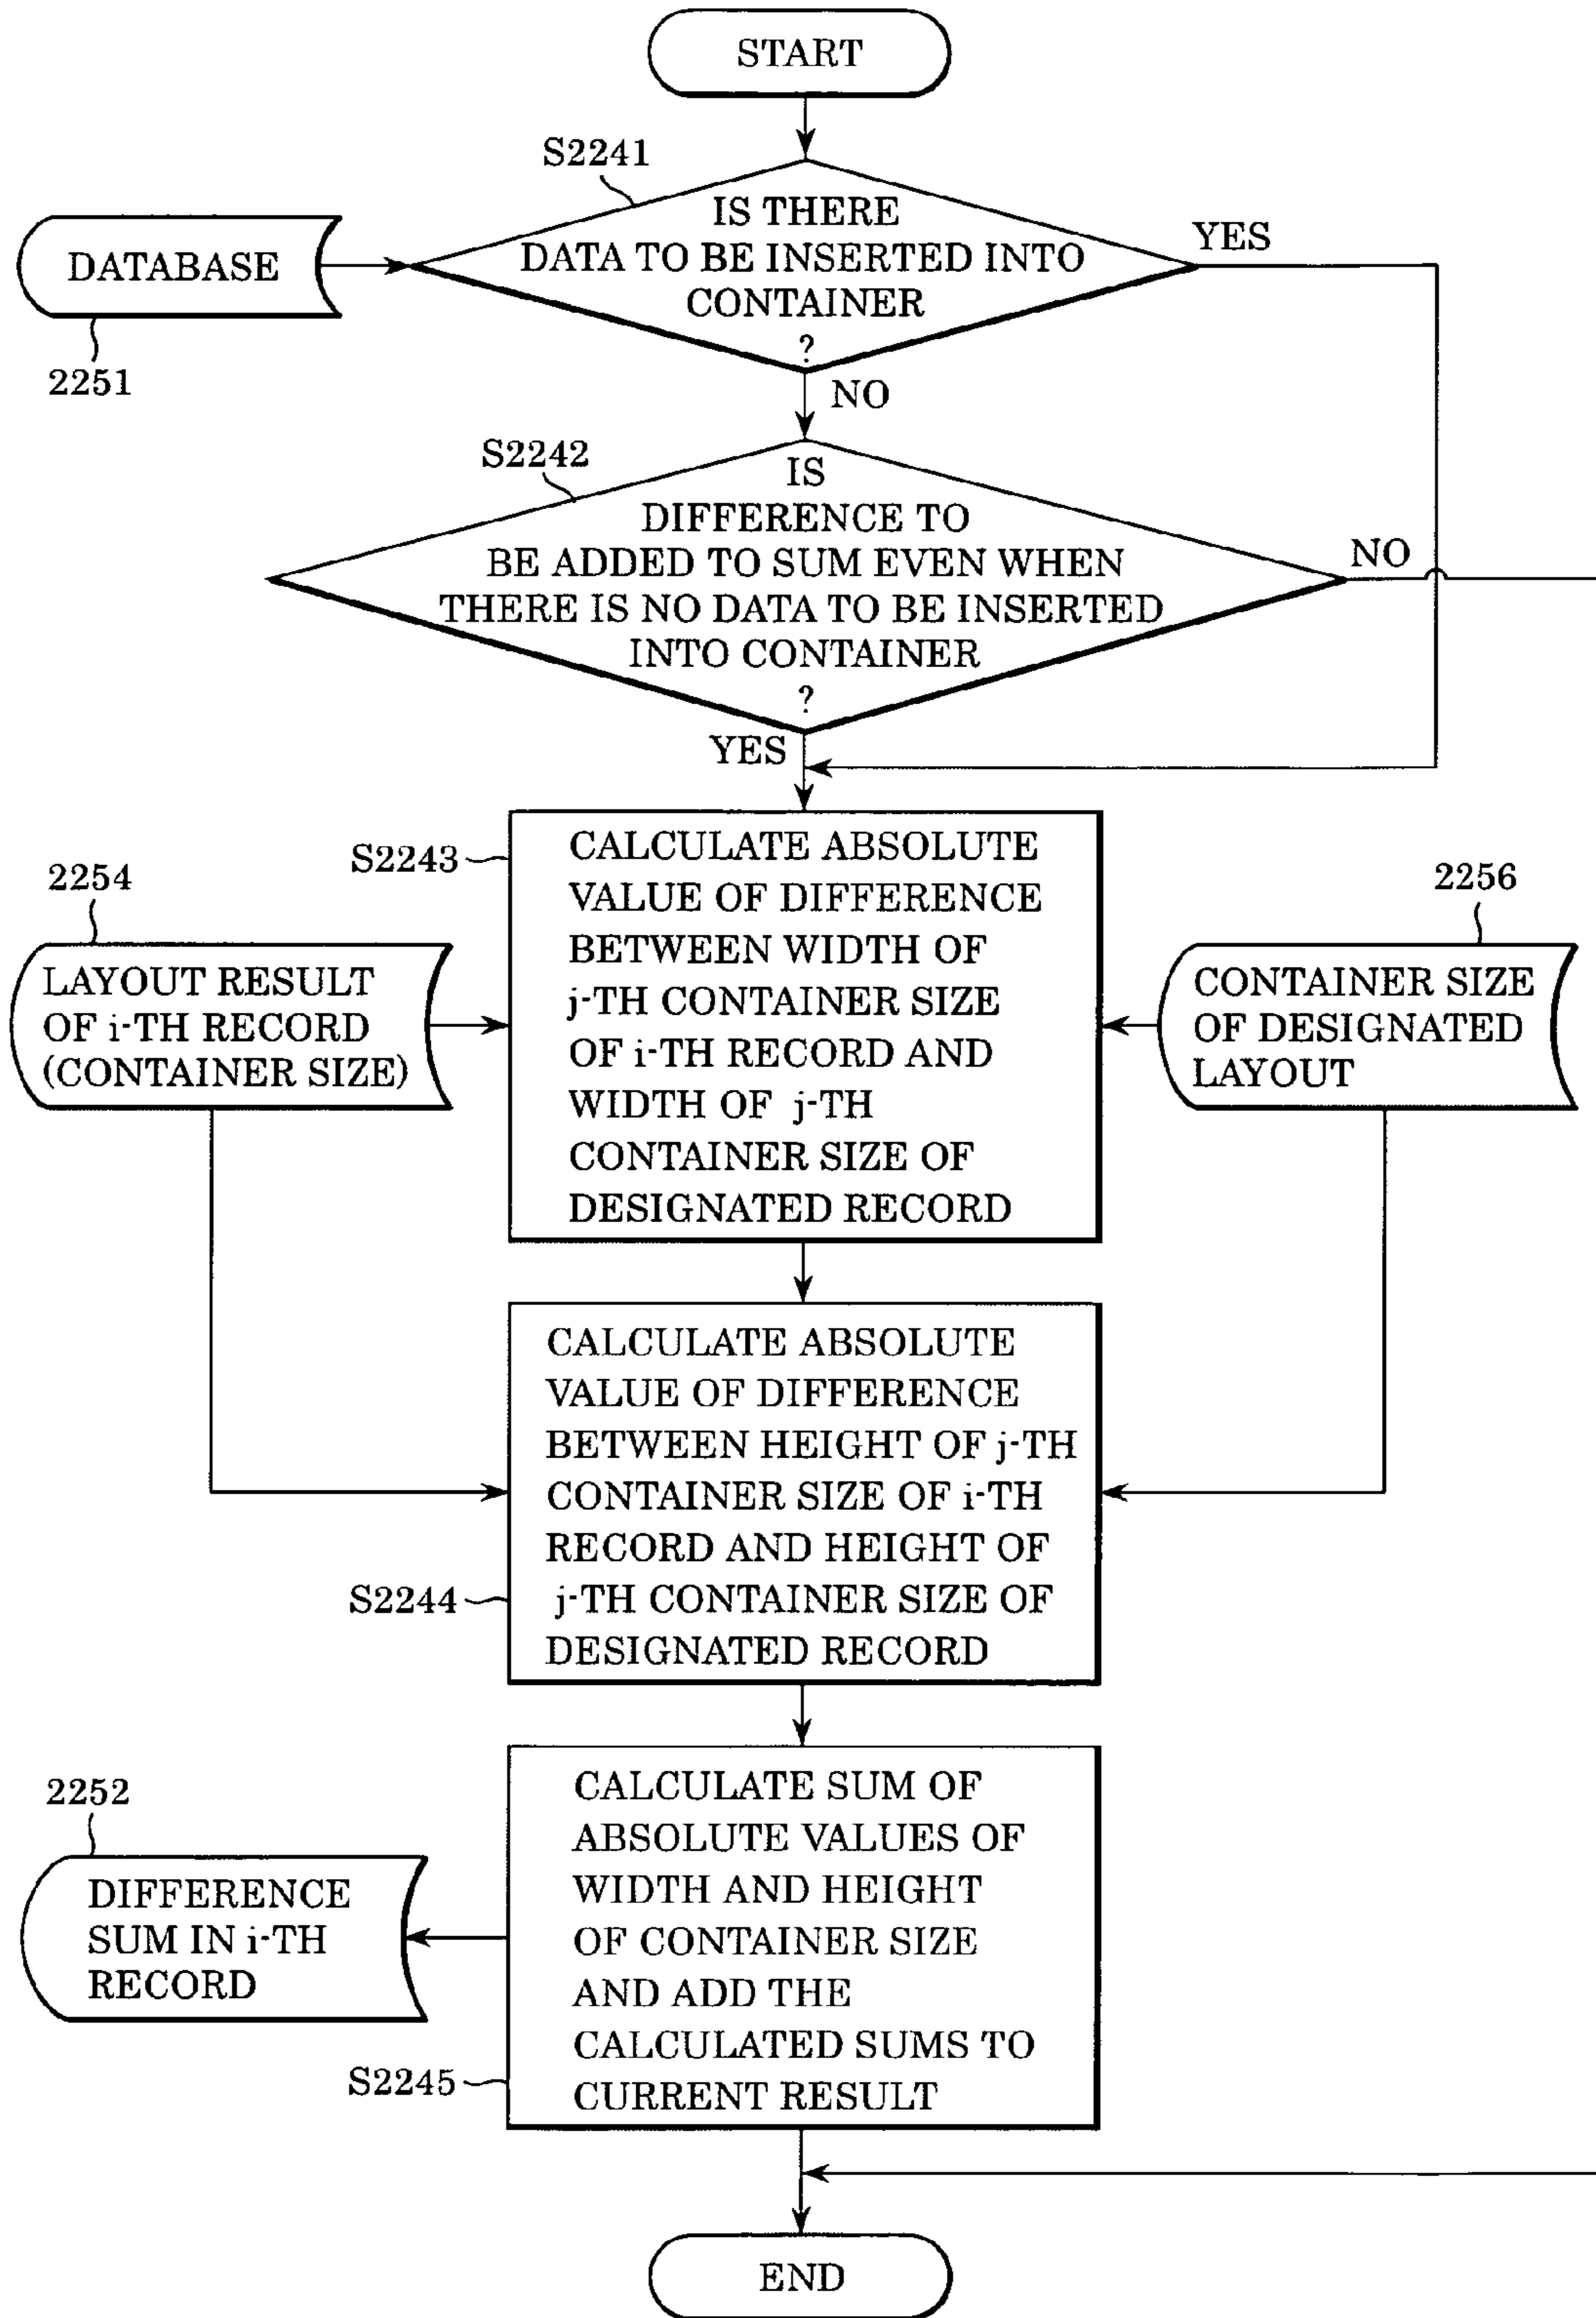 START
S2241
IS THERE
DATA TO BE INSERTED INTO
CONTAINER
?
YES
DATABASE
2251
NO
S2242
IS
DIFFERENCE TO
BE ADDED TO SUM EVEN WHEN
THERE IS NO DATA TO BE INSERTED
INTO CONTAINER
?
NO
YES
S2243
CALCULATE ABSOLUTE
VALUE OF DIFFERENCE
BETWEEN WIDTH OF
j-TH CONTAINER SIZE
OF i-TH RECORD AND
WIDTH OF j-TH
CONTAINER SIZE OF
DESIGNATED RECORD
2254
LAYOUT RESULT
OF i-TH RECORD
(CONTAINER SIZE)
2256
CONTAINER SIZE
OF DESIGNATED
LAYOUT
CALCULATE ABSOLUTE
VALUE OF DIFFERENCE
BETWEEN HEIGHT OF j-TH
CONTAINER SIZE OF i-TH
RECORD AND HEIGHT OF
j-TH CONTAINER SIZE OF
DESIGNATED RECORD
S2244
CALCULATE SUM OF
ABSOLUTE VALUES OF
WIDTH AND HEIGHT
OF CONTAINER SIZE
AND ADD THE
CALCULATED SUMS TO
CURRENT RESULT
S2245
2252
DIFFERENCE
SUM IN i-TH
RECORD
END